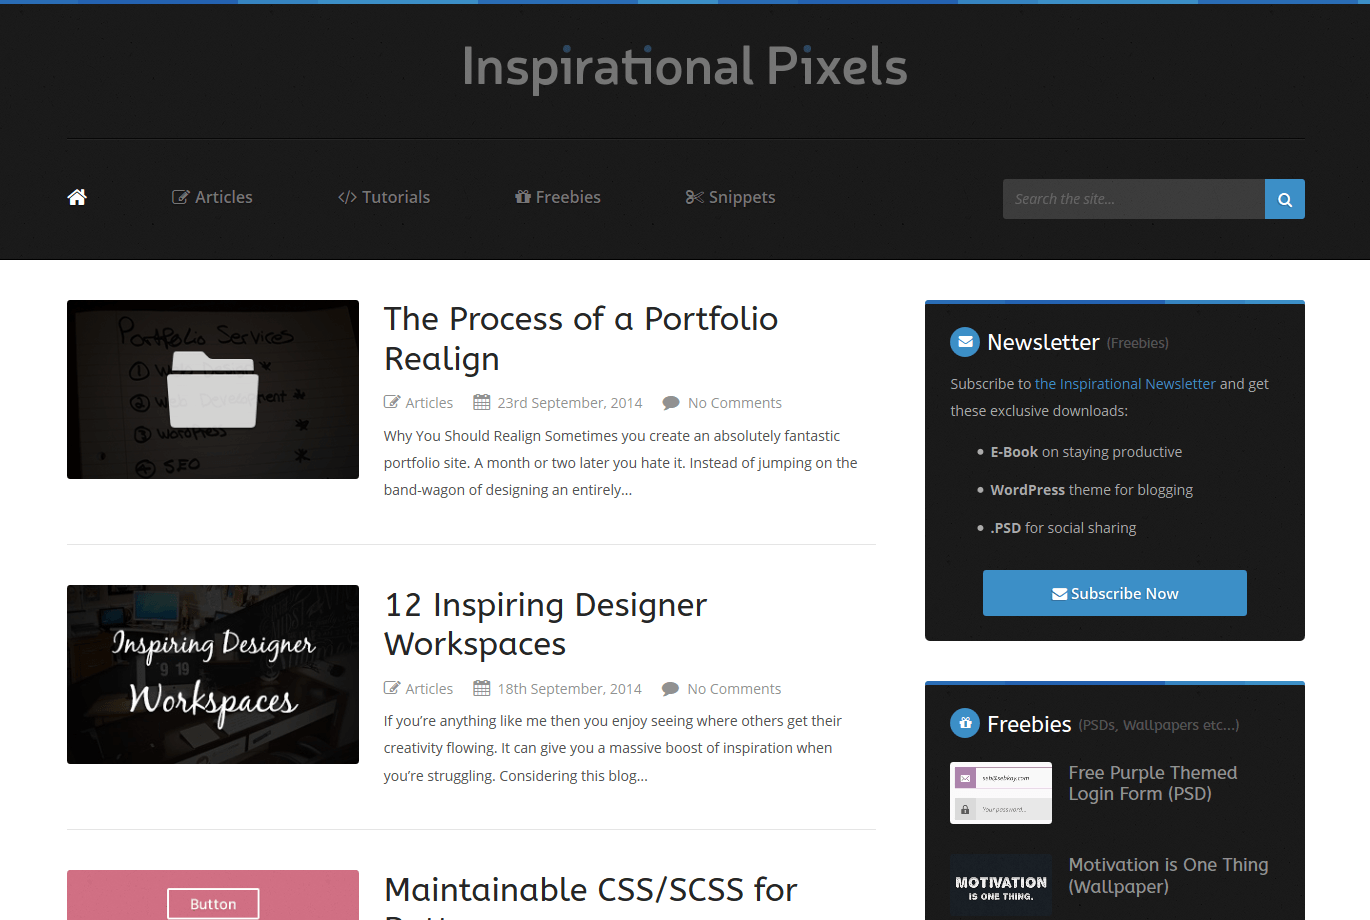 Inspirational Pixels
Articles
Tutorials
Freebies
Snippets
Search the site...
Portfolio Services
1 Web Design
2 Web Development
3 WordPress
4 SEO
The Process of a Portfolio
Realign
Articles
23rd September, 2014
No Comments
Why You Should Realign Sometimes you create an absolutely fantastic
portfolio site. A month or two later you hate it. Instead of jumping on the
band-wagon of designing an entirely...
Inspiring Designer
Workspaces
9 19
12 Inspiring Designer
Workspaces
Articles
18th September, 2014
No Comments
If you're anything like me then you enjoy seeing where others get their
creativity flowing. It can give you a massive boost of inspiration when
you're struggling. Considering this blog...
Button
Maintainable CSS/SCSS for
Newsletter (Freebies)
Subscribe to the Inspirational Newsletter and get
these exclusive downloads:
• E-Book on staying productive
• WordPress theme for blogging
• .PSD for social sharing
Subscribe Now
Freebies (PSDs, Wallpapers etc...)
seb@sebkay.com
Your password...
Free Purple Themed
Login Form (PSD)
MOTIVATION
IS ONE THING.
Motivation is One Thing
(Wallpaper)